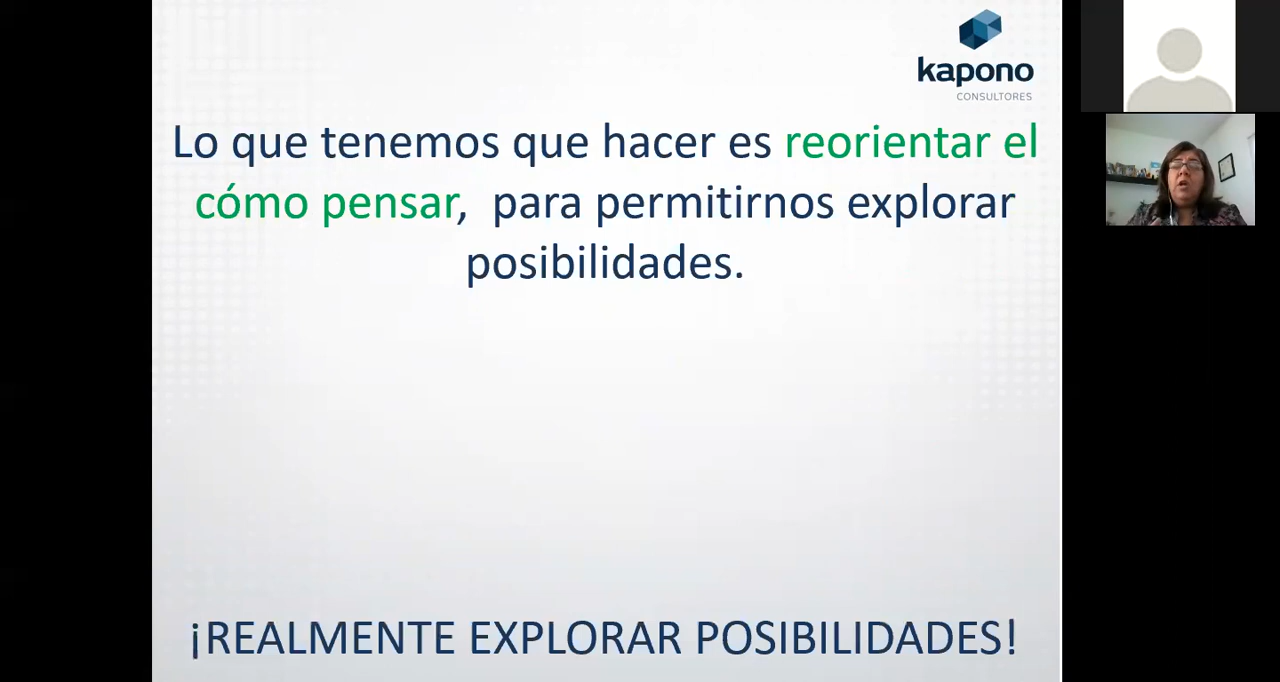 kapono
CONSULTORES
Lo que tenemos que hacer es reorientar el
cómo pensar,  para permitirnos explorar
posibilidades.
¡REALMENTE EXPLORAR POSIBILIDADES!